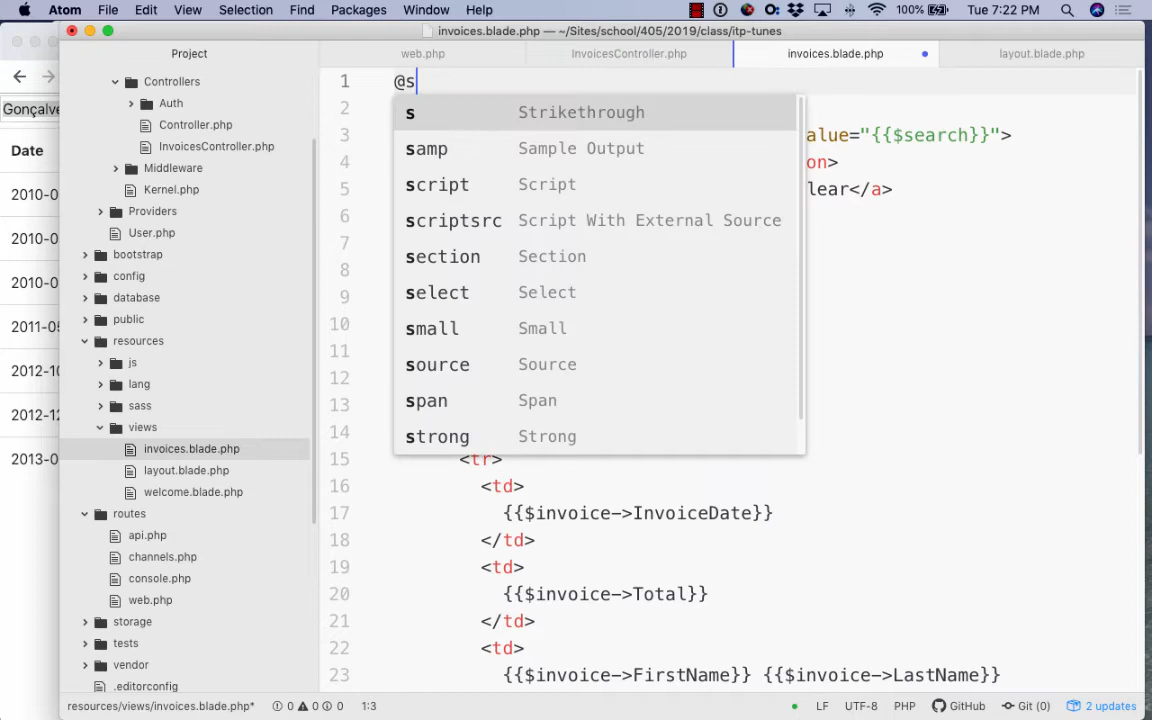 Atom File Edit View Selection Find Packages Window Help 100% Tue 7:22 PM
invoices.blade.php — ~/Sites/school/405/2019/class/itp-tunes
Project
web.php
InvoicesController.php
invoices.blade.php
layout.blade.php
Gonçalve
Date
2010-0
2010-0
2010-0
2011-05
2012-10
2012-12
2013-0
Controllers
Auth
Controller.php
InvoicesController.php
Middleware
Kernel.php
Providers
User.php
bootstrap
config
database
public
resources
js
lang
sass
views
invoices.blade.php
layout.blade.php
welcome.blade.php
routes
api.php
channels.php
console.php
web.php
storage
tests
vendor
.editorconfig
1 @s
2
3 alue="{{$search}}">
4 on>
5 lear</a>
6
7
8
9
10
11
12
13
14
15 <tr>
16 <td>
17 {{$invoice->InvoiceDate}}
18 </td>
19 <td>
20 {{$invoice->Total}}
21 </td>
22 <td>
23 {{$invoice->FirstName}} {{$invoice->LastName}}
s Strikethrough
samp Sample Output
script Script
scriptsrc Script With External Source
section Section
select Select
small Small
source Source
span Span
strong Strong
resources/views/invoices.blade.php* 0 0 0 1:3 LF UTF-8 PHP GitHub Git (0) 2 updates